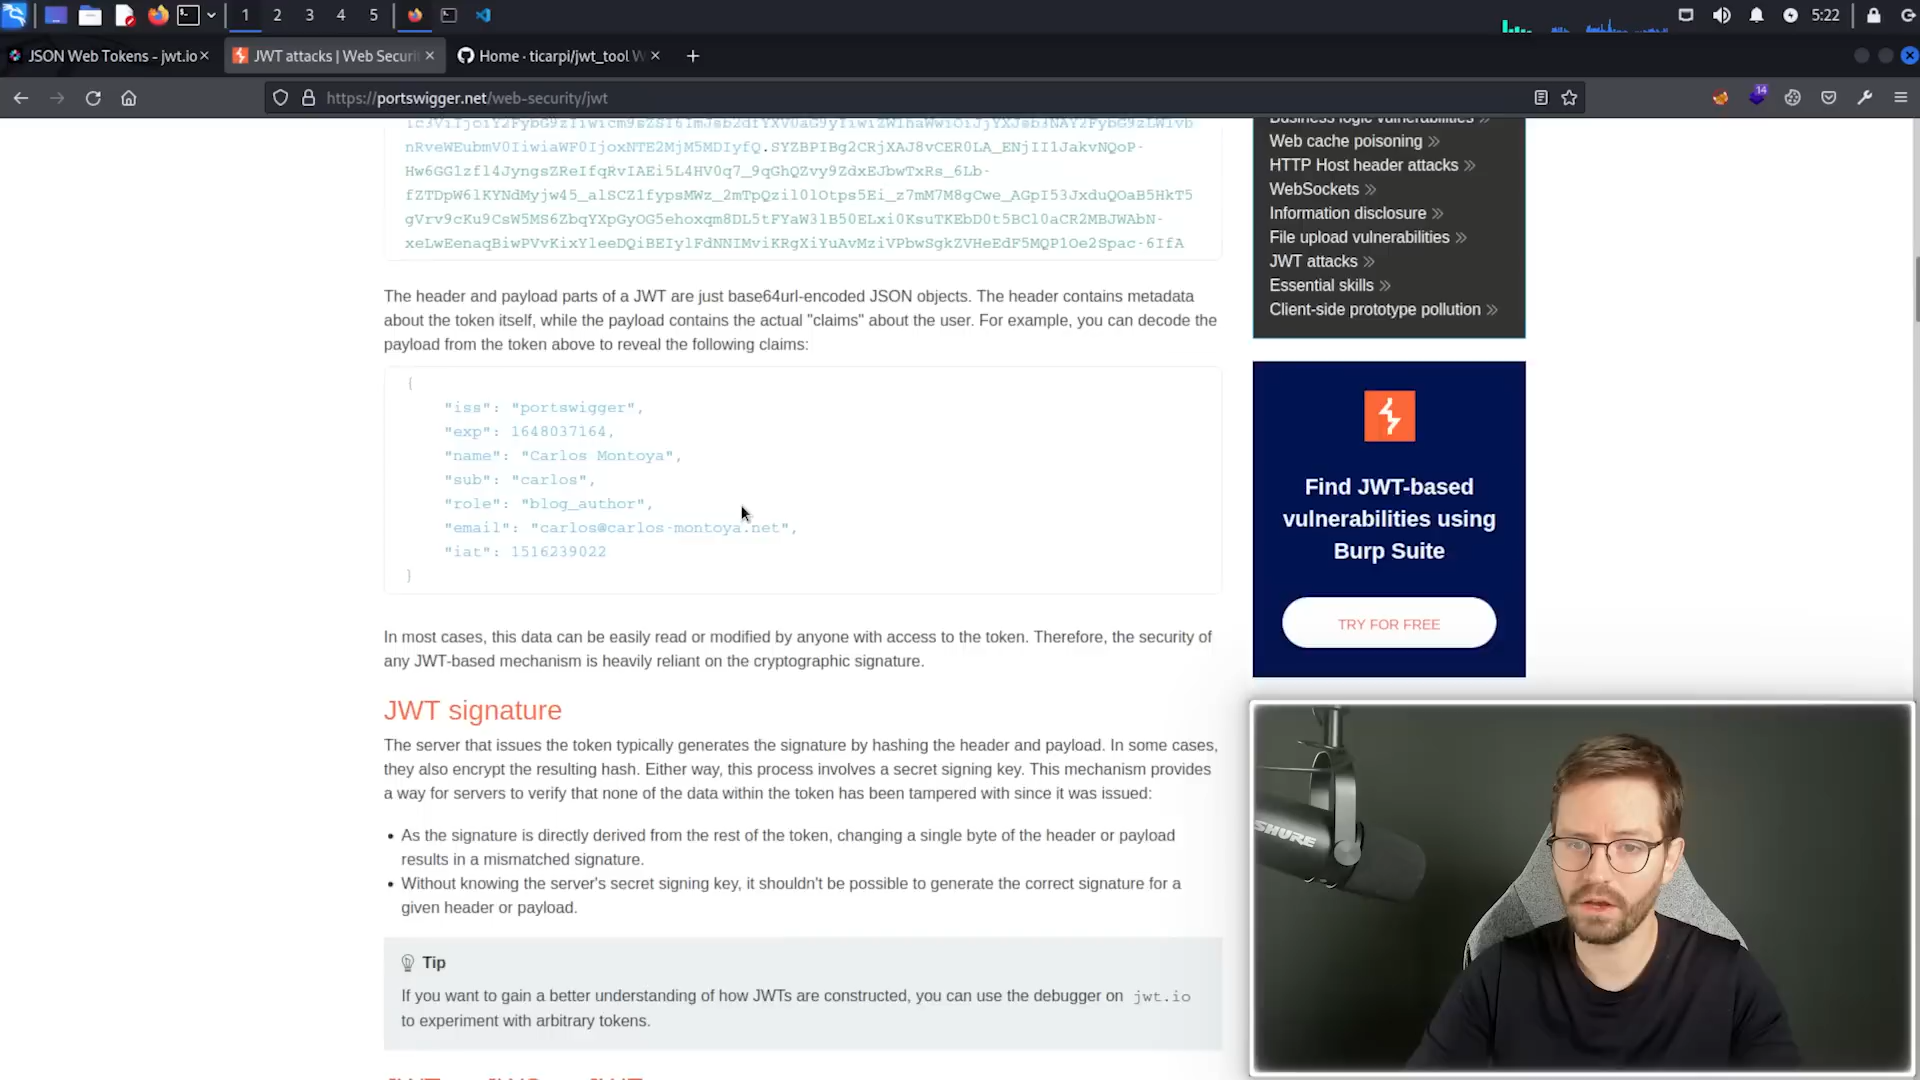 1 2 3 4 5
5:22
JSON Web Tokens - jwt.io
JWT attacks | Web Securi
Home · ticarpi/jwt_tool W
https://portswigger.net/web-security/jwt
14
Business logic vulnerabilities
Web cache poisoning
HTTP Host header attacks
WebSockets
Information disclosure
File upload vulnerabilities
JWT attacks
Essential skills
Client-side prototype pollution
The header and payload parts of a JWT are just base64url-encoded JSON objects. The header contains metadata
about the token itself, while the payload contains the actual "claims" about the user. For example, you can decode the
payload from the token above to reveal the following claims:
{
"iss": "portswigger",
"exp": 1648037164,
"name": "Carlos Montoya",
"sub": "carlos",
"role": "blog_author",
"email": "carlos@carlos-montoya.net",
"iat": 1516239022
}
In most cases, this data can be easily read or modified by anyone with access to the token. Therefore, the security of
any JWT-based mechanism is heavily reliant on the cryptographic signature.
JWT signature
The server that issues the token typically generates the signature by hashing the header and payload. In some cases,
they also encrypt the resulting hash. Either way, this process involves a secret signing key. This mechanism provides
a way for servers to verify that none of the data within the token has been tampered with since it was issued:
• As the signature is directly derived from the rest of the token, changing a single byte of the header or payload
results in a mismatched signature.
• Without knowing the server's secret signing key, it shouldn't be possible to generate the correct signature for a
given header or payload.
Tip
If you want to gain a better understanding of how JWTs are constructed, you can use the debugger on jwt.io
to experiment with arbitrary tokens.
Find JWT-based
vulnerabilities using
Burp Suite
TRY FOR FREE
SHURE